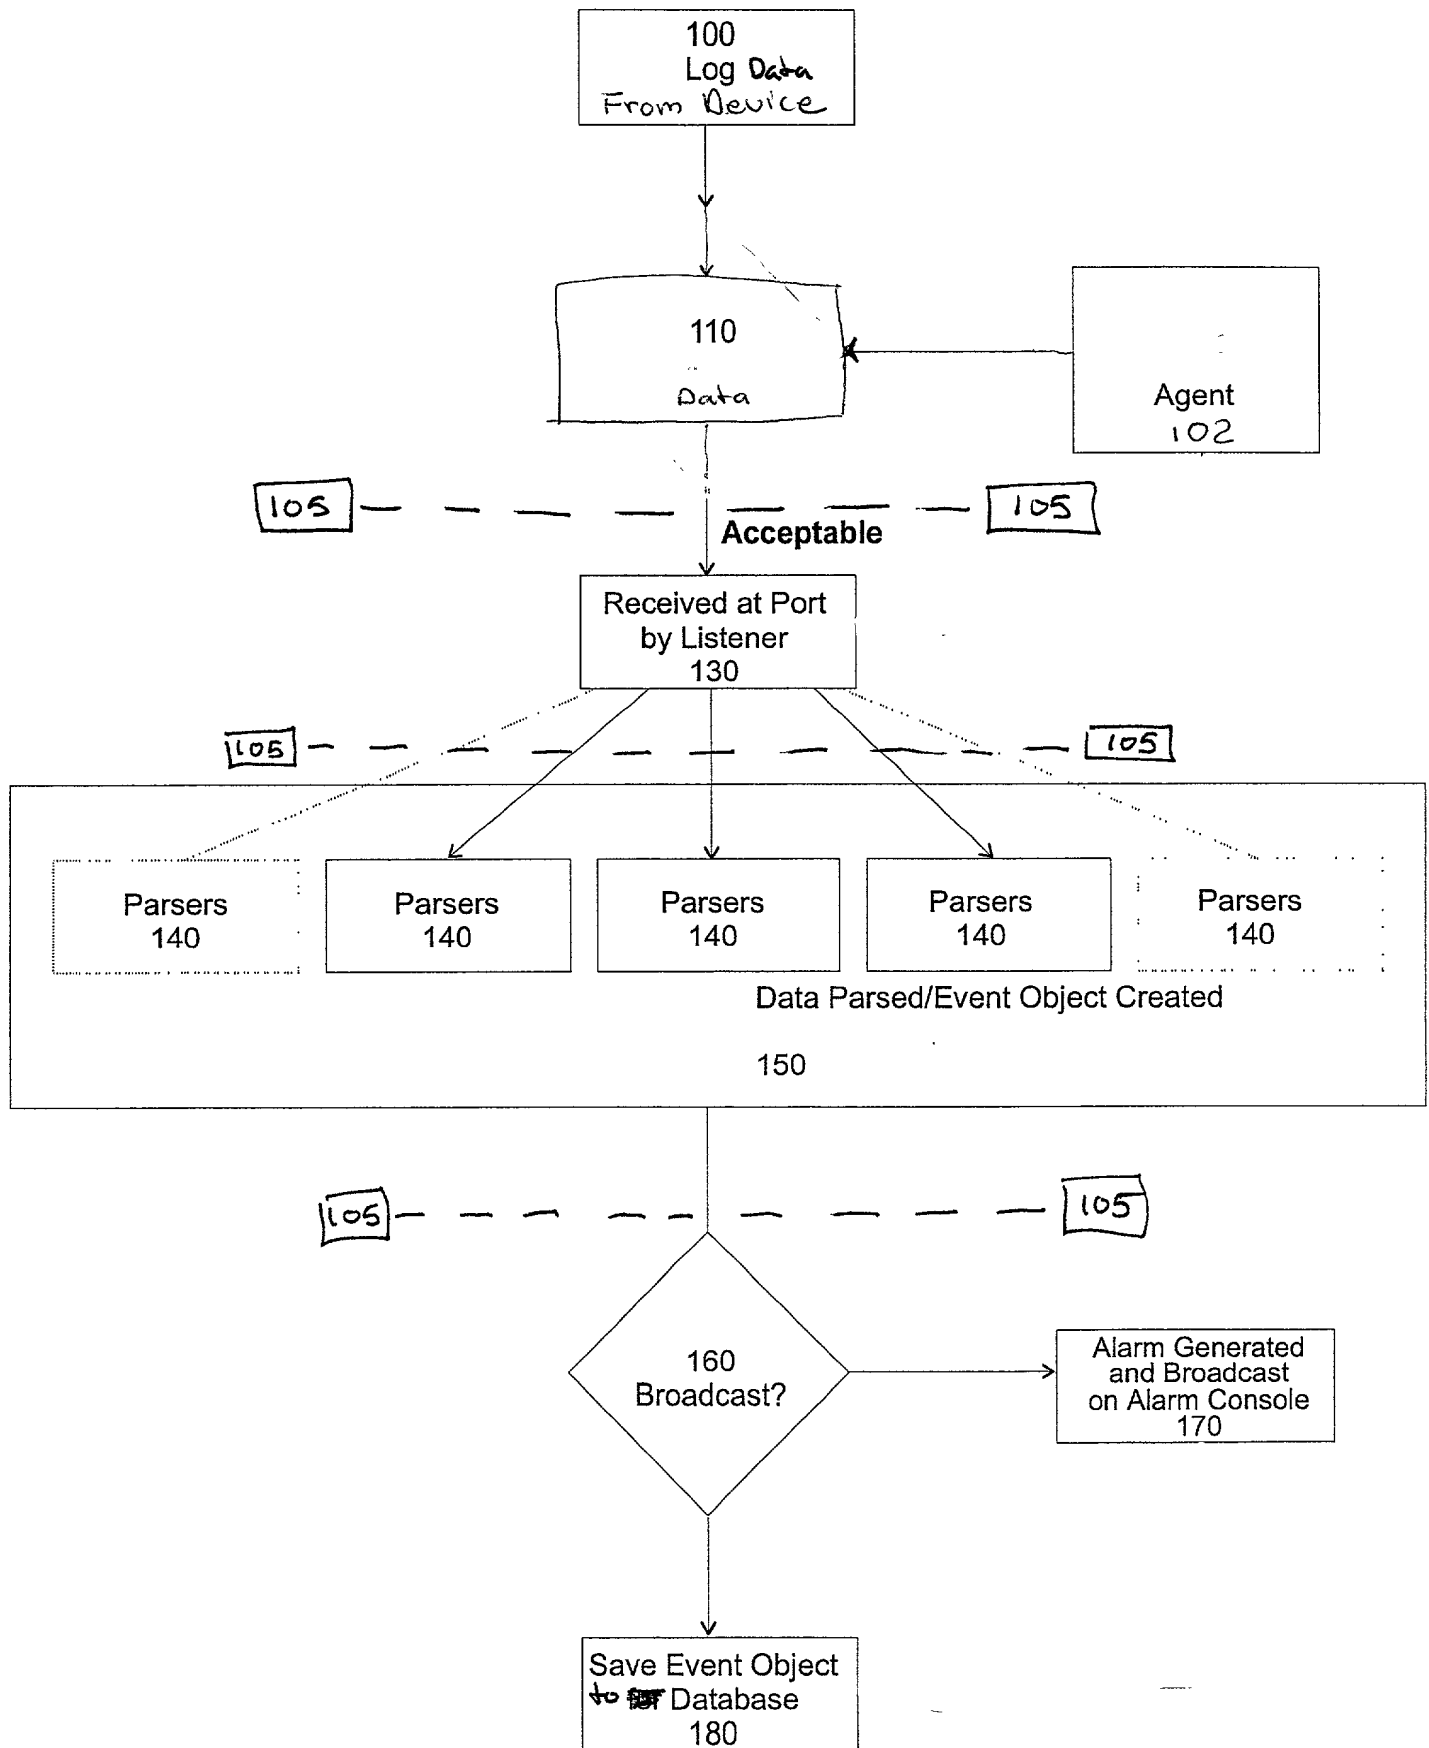 100
Log Data
From Device
110
Data
Agent
102
105
105
Acceptable
Received at Port
by Listener
130
105
105
Parsers
140
Parsers
140
Parsers
140
Parsers
140
Parsers
140
Data Parsed/Event Object Created
150
105
105
160
Broadcast?
Alarm Generated
and Broadcast
on Alarm Console
170
Save Event Object
to Database
180